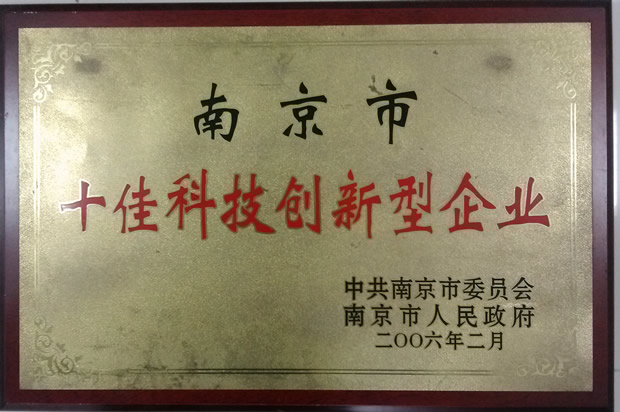 南京市
十佳科技创新型企业
中共南京市委员会
南京市人民政府
二〇〇六年二月